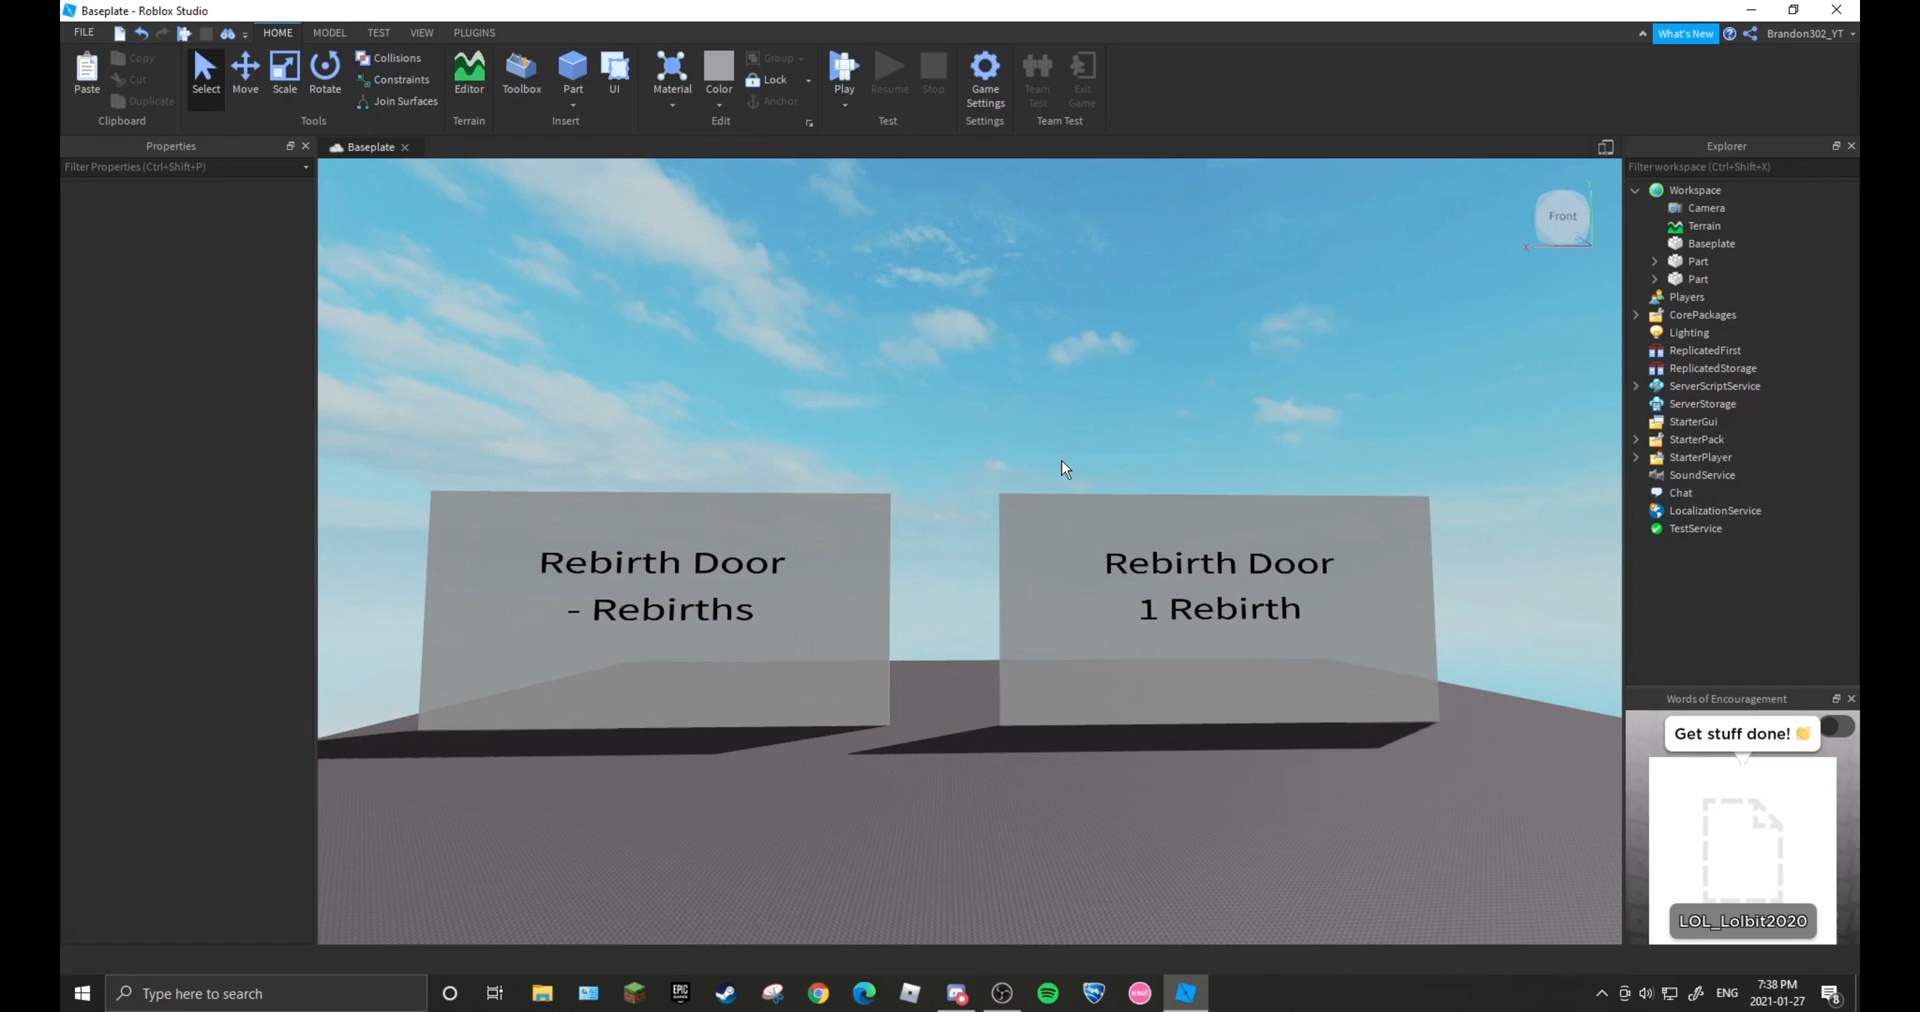 Baseplate - Roblox Studio
FILE
HOME
MODEL
TEST
VIEW
PLUGINS
What's New
Brandon302_YT
Paste
Copy
Cut
Duplicate
Clipboard
Select
Move
Scale
Rotate
Collisions
Constraints
Join Surfaces
Tools
Editor
Terrain
Toolbox
Part
UI
Insert
Material
Color
Group
Lock
Anchor
Edit
Play
Resume
Stop
Test
Game Settings
Settings
Team Test
Exit Game
Team Test
Properties
Filter Properties (Ctrl+Shift+P)
Baseplate
Front
Y
X
Rebirth Door
- Rebirths
Rebirth Door
1 Rebirth
Explorer
Filter workspace (Ctrl+Shift+X)
Workspace
Camera
Terrain
Baseplate
Part
Part
Players
CorePackages
Lighting
ReplicatedFirst
ReplicatedStorage
ServerScriptService
ServerStorage
StarterGui
StarterPack
StarterPlayer
SoundService
Chat
LocalizationService
TestService
Words of Encouragement
Get stuff done! 👏
LOL_Lolbit2020
Type here to search
EPIC GAMES
osu!
ENG
7:38 PM
2021-01-27
8